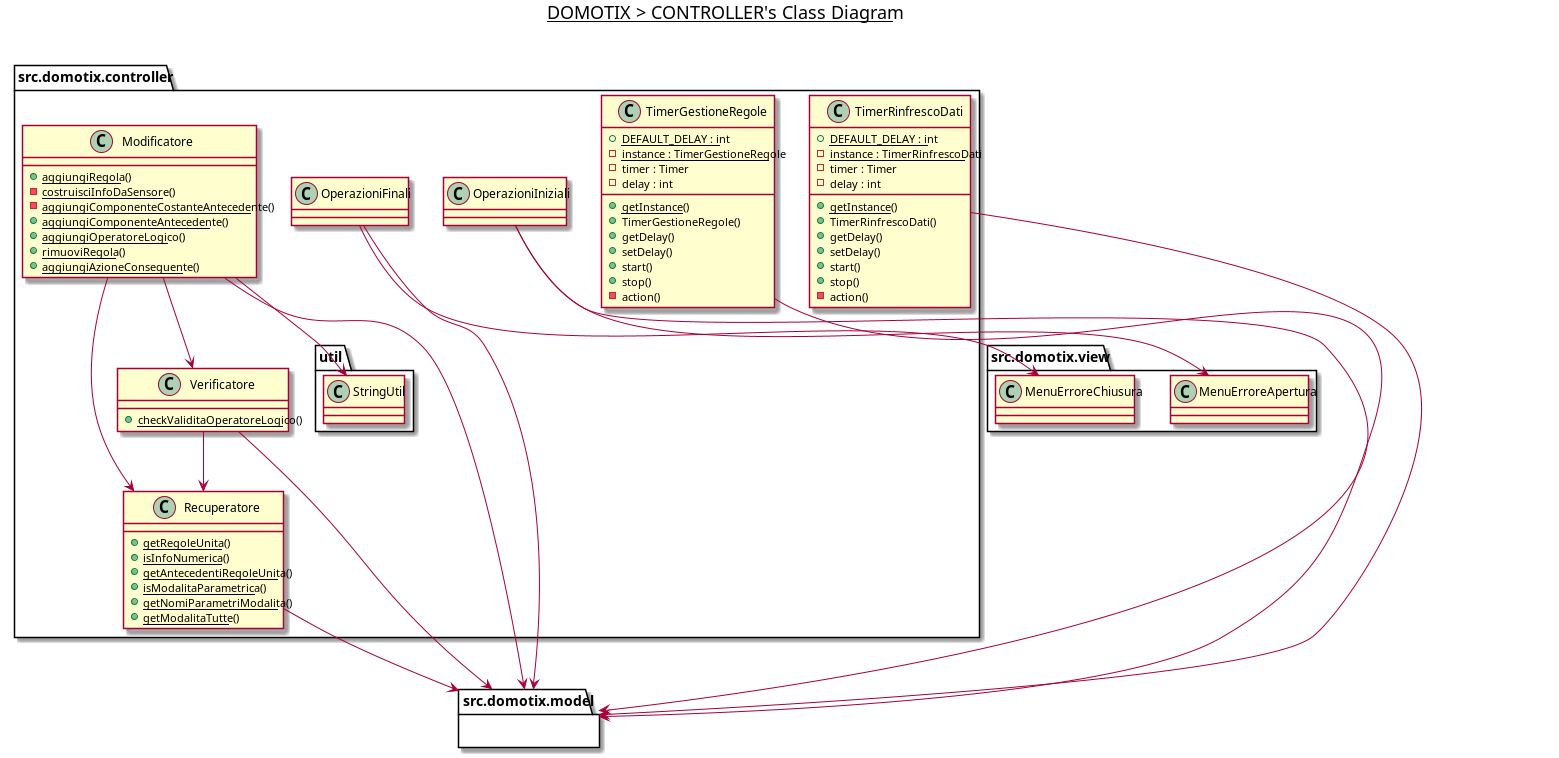 DOMOTIX > CONTROLLER's Class Diagram
src.domotix.controller
C Modificatore
aggiungiRegola()
costruisciInfoDaSensore()
aggiungiComponenteCostanteAntecedente()
aggiungiComponenteAntecedente()
aggiungiOperatoreLogico()
rimuoviRegola()
aggiungiAzioneConseguente()
C OperazioniFinali
C OperazioniIniziali
C TimerGestioneRegole
DEFAULT_DELAY : int
instance : TimerGestioneRegole
timer : Timer
delay : int
getInstance()
TimerGestioneRegole()
getDelay()
setDelay()
start()
stop()
action()
C TimerRinfrescoDati
DEFAULT_DELAY : int
instance : TimerRinfrescoDati
timer : Timer
delay : int
getInstance()
TimerRinfrescoDati()
getDelay()
setDelay()
start()
stop()
action()
C Verificatore
checkValiditaOperatoreLogico()
util
C StringUtil
src.domotix.view
C MenuErroreChiusura
C MenuErroreApertura
C Recuperatore
getRegoleUnita()
isInfoNumerica()
getAntecedentiRegoleUnita()
isModalitaParametrica()
getNomiParametriModalita()
getModalitaTutte()
src.domotix.model